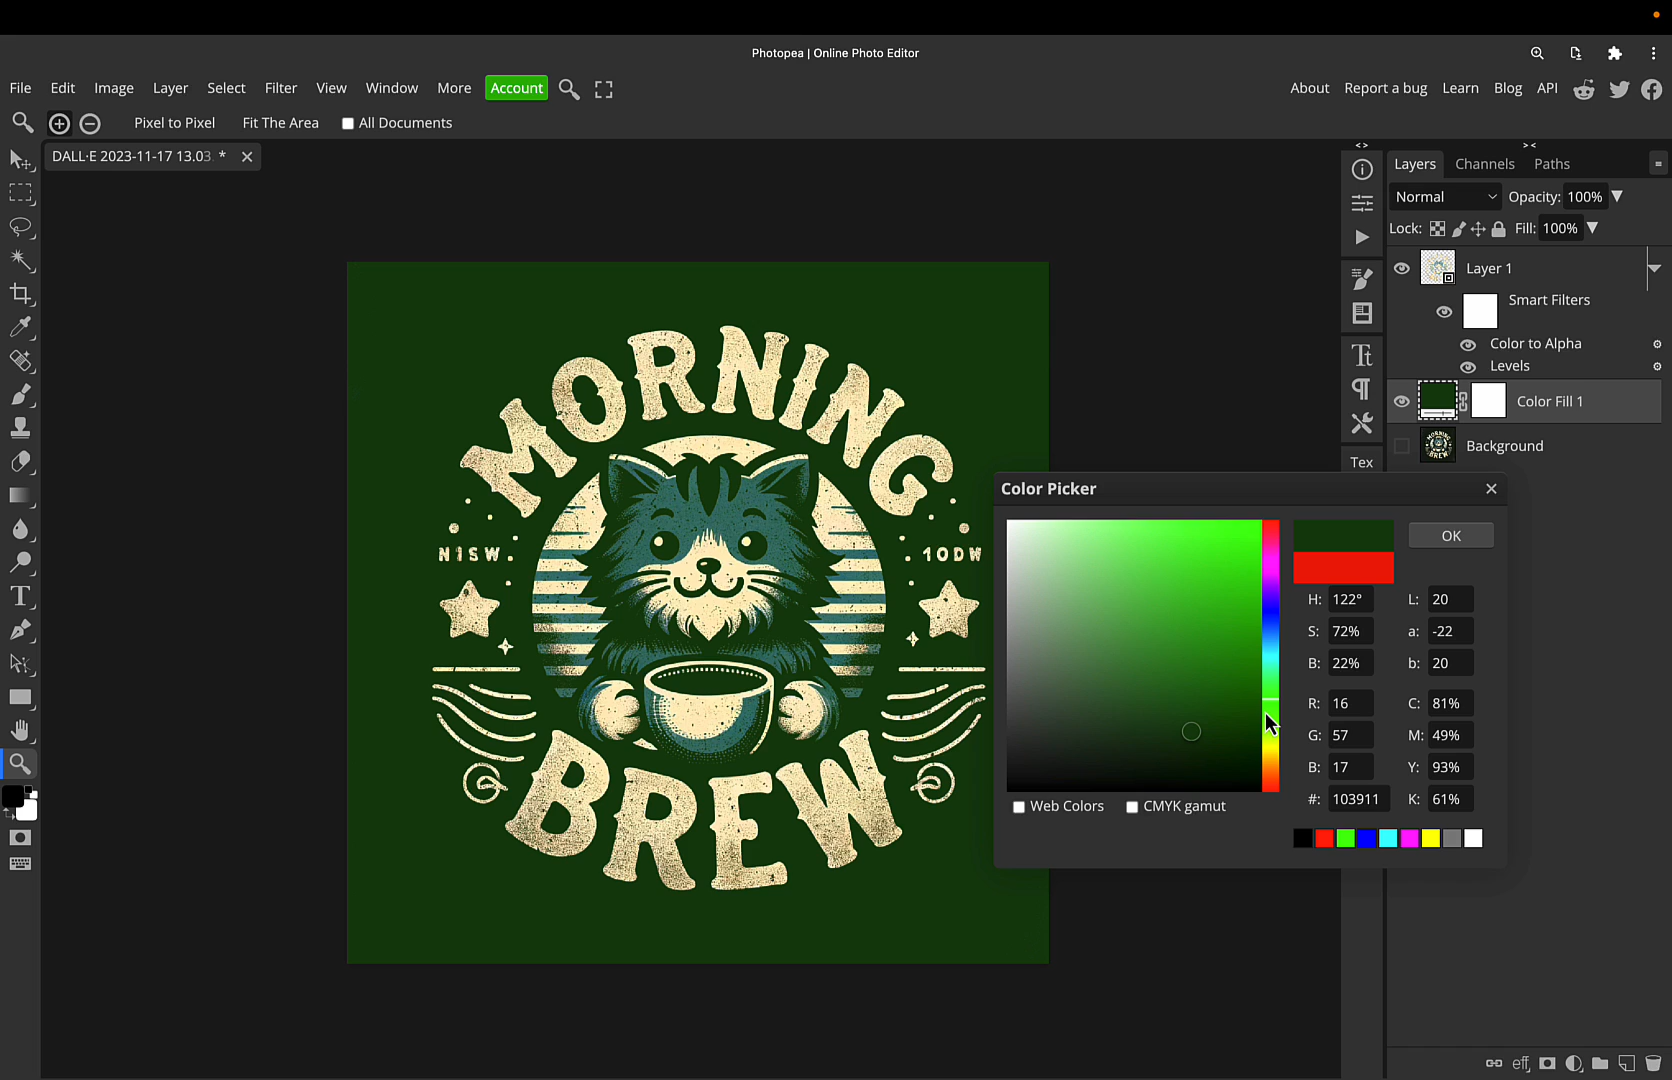 Photopea | Online Photo Editor
File Edit Image Layer Select Filter View Window More Account About Report a bug Learn Blog API
Pixel to Pixel Fit The Area All Documents
DALL·E 2023-11-17 13.03. *
Layers Channels Paths
Normal Opacity: 100%
Lock: Fill: 100%
Layer 1
Smart Filters
Color to Alpha
Levels
Color Fill 1
Background
Tex
MORNING
NISW. .10DW
BREW
Color Picker
OK
H: 122° L: 20
S: 72% a: -22
B: 22% b: 20
R: 16 C: 81%
G: 57 M: 49%
B: 17 Y: 93%
#: 103911 K: 61%
Web Colors CMYK gamut
eff